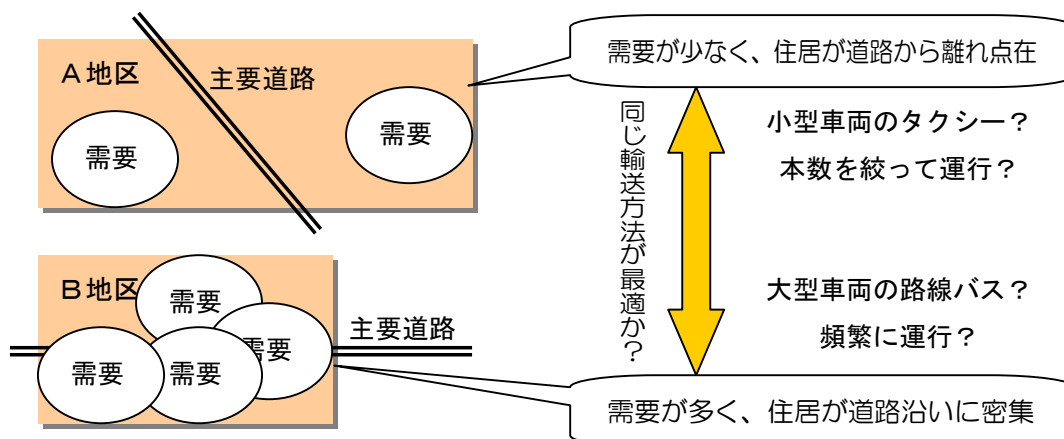 需要が少なく、住居が道路から離れ点在
A地区
主要道路
需要
需要
同じ輸送方法が最適か？
小型車両のタクシー？
本数を絞って運行？
B地区
需要
需要
需要
需要
主要道路
大型車両の路線バス？
頻繁に運行？
需要が多く、住居が道路沿いに密集